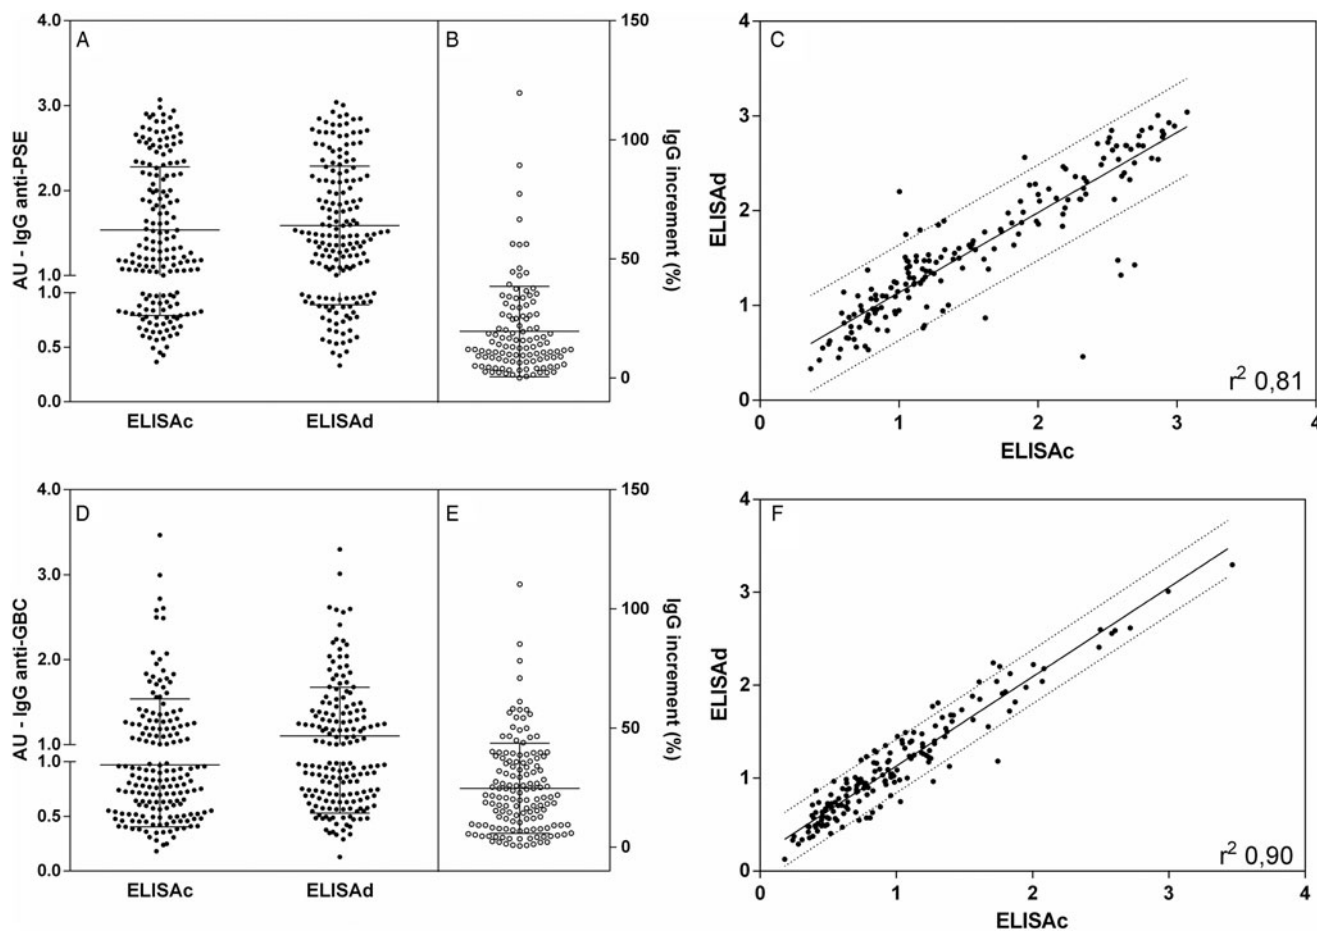 A
B
C
4.0
3.0
2.0
1.0
1.0
0.5
0.0
AU - IgG anti-PSE
ELISAc
ELISAd
150
100
50
0
IgG increment (%)
4
3
2
1
0
ELISAd
0
1
2
3
4
ELISAc
r² 0,81
D
E
F
4.0
3.0
2.0
1.0
1.0
0.5
0.0
AU - IgG anti-GBC
ELISAc
ELISAd
150
100
50
0
IgG increment (%)
4
3
2
1
0
ELISAd
0
1
2
3
4
ELISAc
r² 0,90